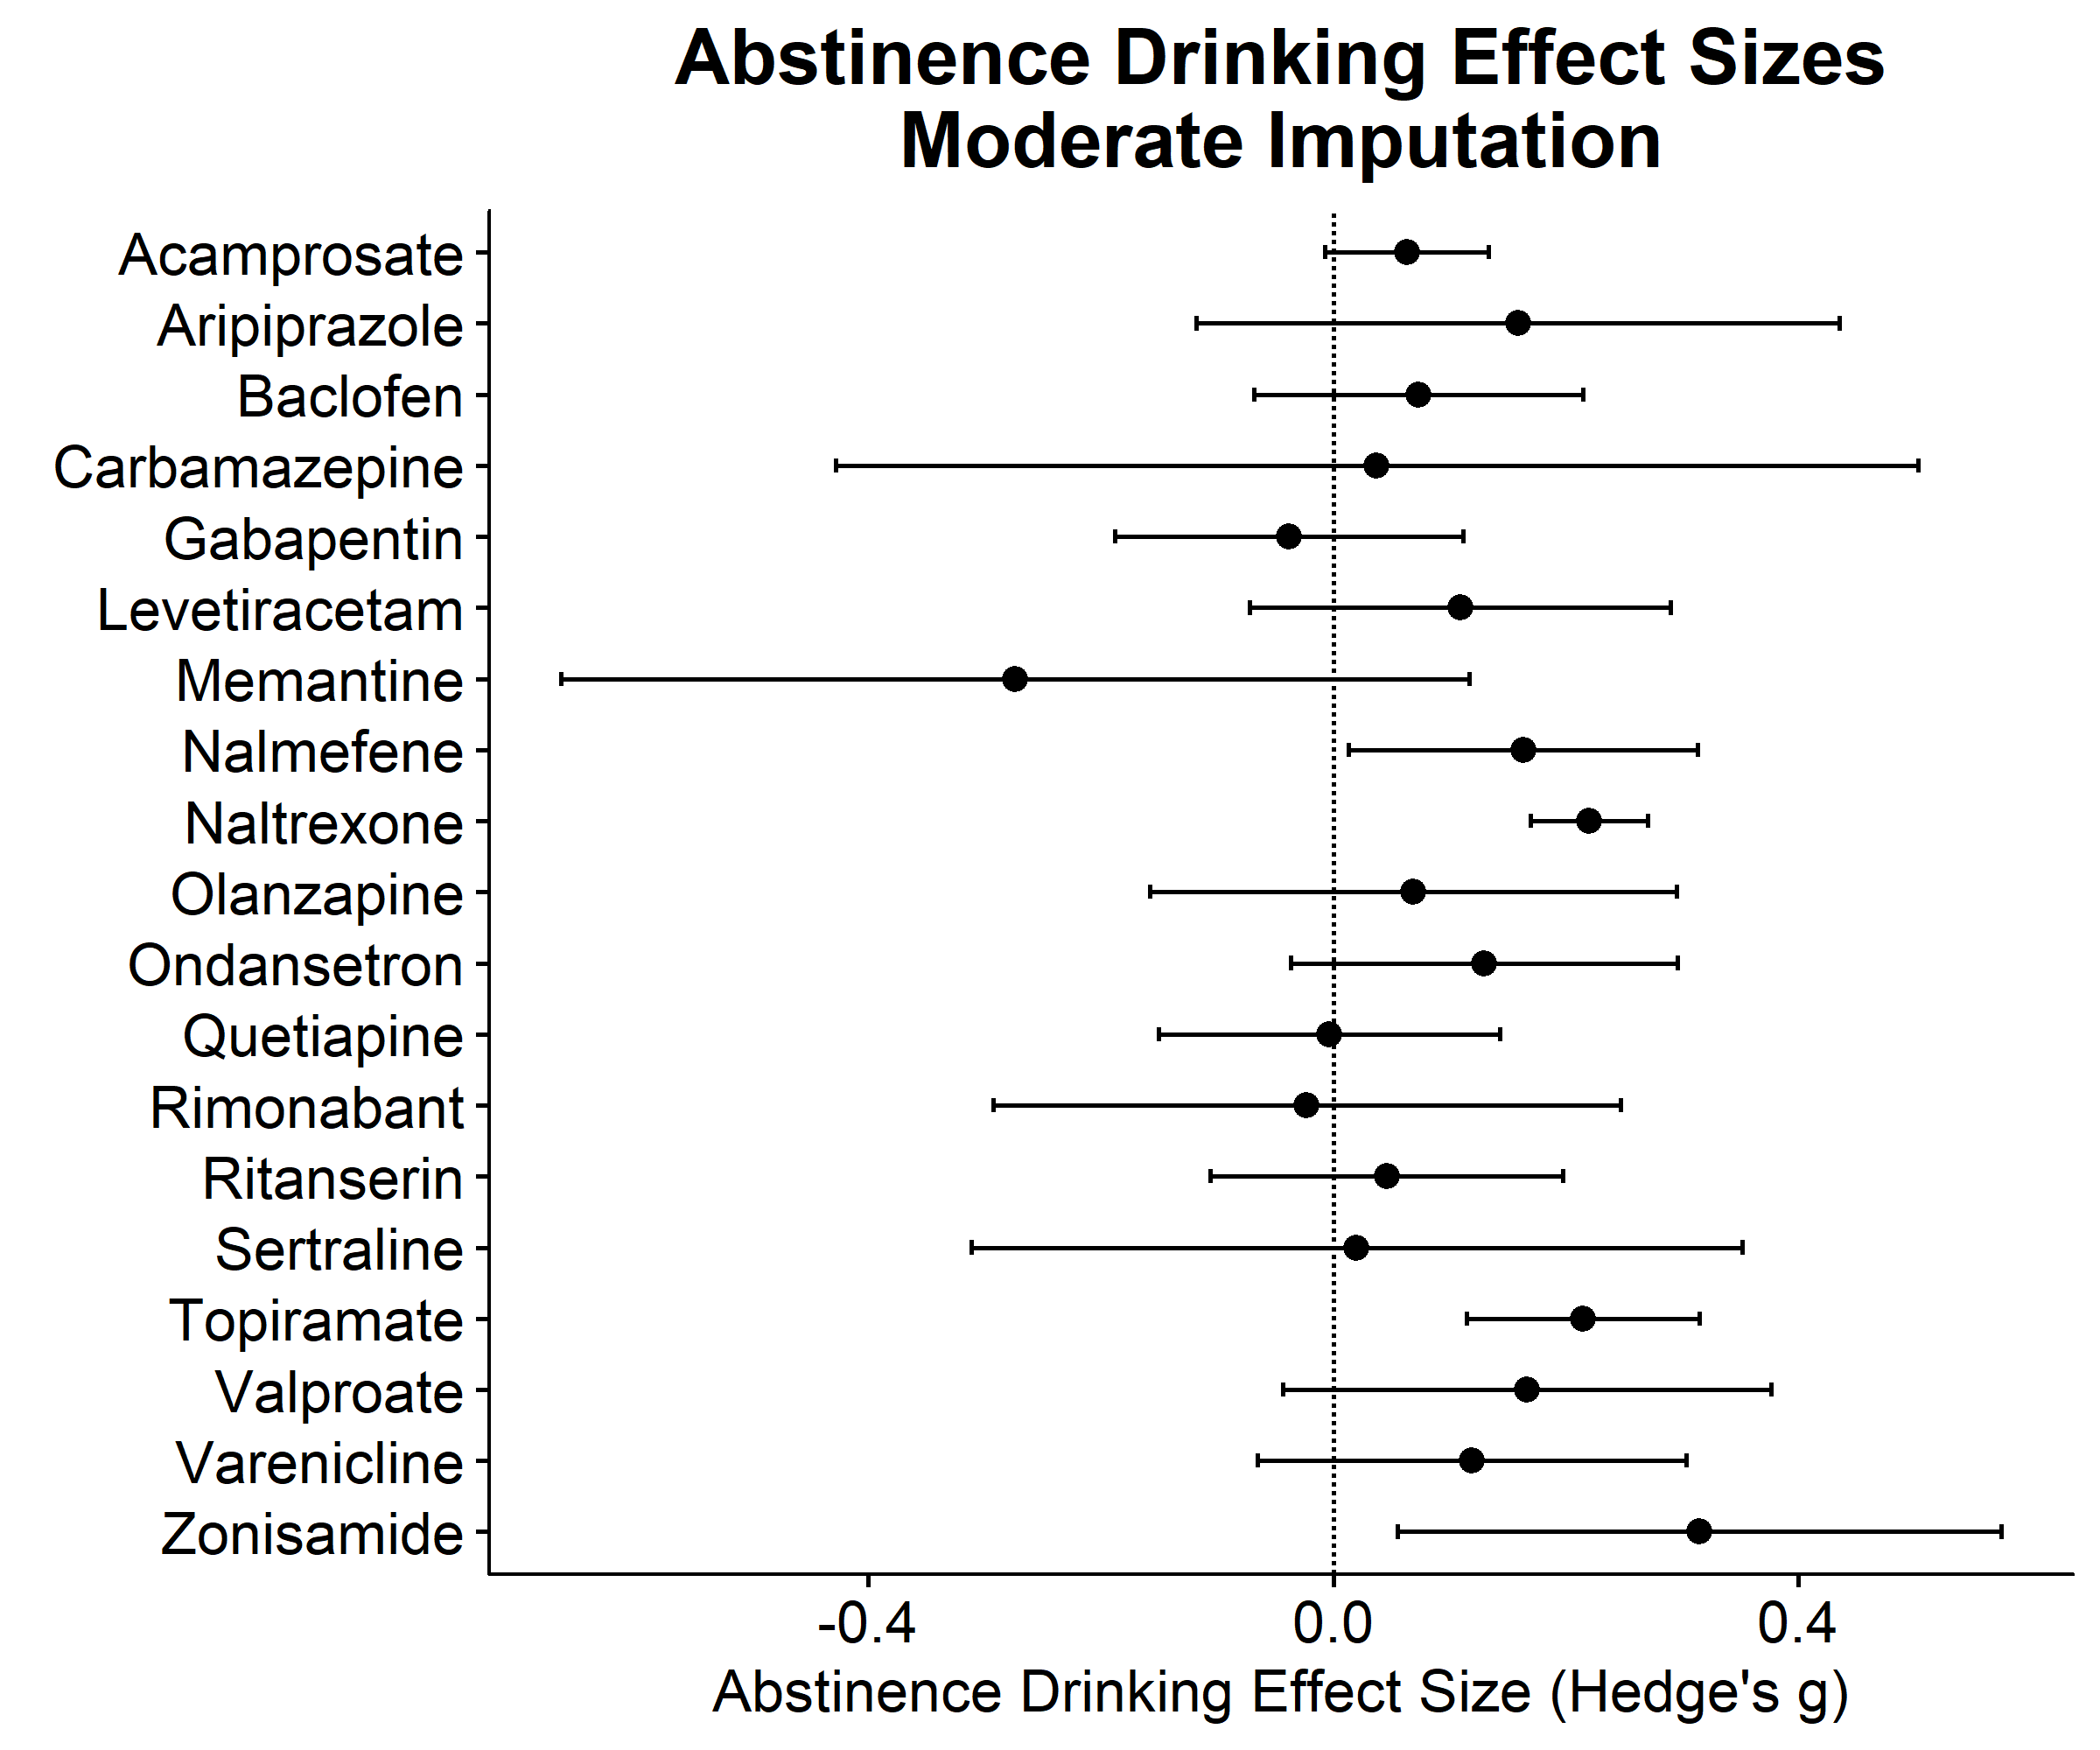 Abstinence Drinking Effect Sizes
Moderate Imputation
Acamprosate
Aripiprazole
Baclofen
Carbamazepine
Gabapentin
Levetiracetam
Memantine
Nalmefene
Naltrexone
Olanzapine
Ondansetron
Quetiapine
Rimonabant
Ritanserin
Sertraline
Topiramate
Valproate
Varenicline
Zonisamide
-0.4 0.0 0.4
Abstinence Drinking Effect Size (Hedge's g)